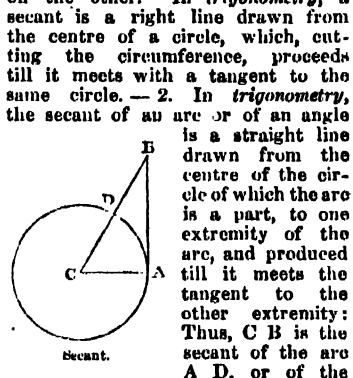 on the other. In trigonometry, a
secant is a right line drawn from
the centre of a circle, which, cut-
ting the circumference, proceeds
till it meets with a tangent to the
same circle. — 2. In trigonometry,
the secant of an arc or of an angle
is a straight line
drawn from the
centre of the cir-
cle of which the arc
is a part, to one
extremity of the
arc, and produced
till it meets the
tangent to the
other extremity:
Thus, C B is the
secant of the arc
A D, or of the
B
D
C
A
Secant.